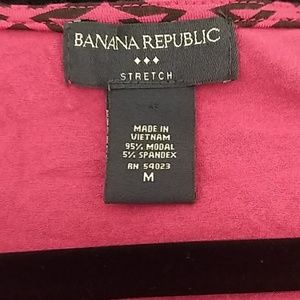 BANANA REPUBLIC
STRETCH
MADE IN
VIETNAM
95% MODAL
5% SPANDEX
RN 54023
M